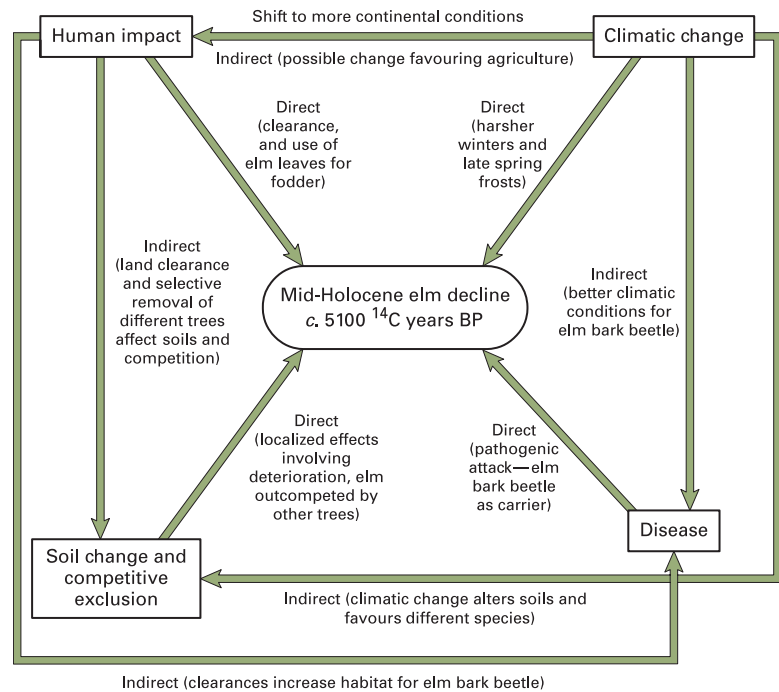 Shift to more continental conditions
Human impact
Climatic change
Indirect (possible change favouring agriculture)
Direct
(clearance,
and use of
elm leaves for
fodder)
Direct
(harsher
winters and
late spring
frosts)
Indirect
(land clearance
and selective
removal of
different trees
affect soils and
competition)
Mid-Holocene elm decline
c. 5100 ¹⁴C years BP
Indirect
(better climatic
conditions for
elm bark beetle)
Direct
(localized effects
involving
deterioration, elm
outcompeted by
other trees)
Direct
(pathogenic
attack—elm
bark beetle
as carrier)
Disease
Soil change and
competitive
exclusion
Indirect (climatic change alters soils and
favours different species)
Indirect (clearances increase habitat for elm bark beetle)